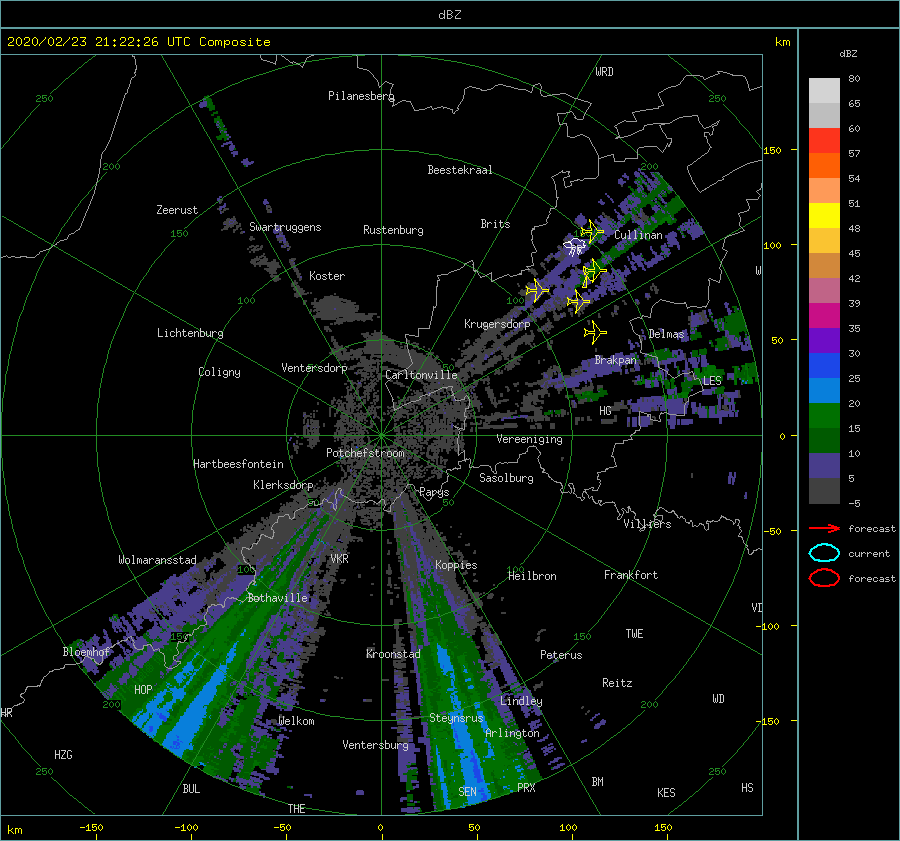 dBZ
2020/02/23 21:22:26 UTC Composite
km
dBZ
80
65
60
57
54
51
48
45
42
39
35
30
25
20
15
10
5
-5
forecast
current
forecast
250
WRD
250
Pilanesberg
150
200
Beestekraal
200
Zeerust
150
Swartruggens
Rustenburg
Brits
Cullinan
100
Koster
W
100
100
Krugersdorp
Lichtenburg
Delmas
50
Brakpan
Ventersdorp
Coligny
Carltonville
LES
HG
0
Vereeniging
Potchefstroom
Hartbeesfontein
Klerksdorp
Sasolburg
Parys
50
50
Villiers
-50
Wolmaransstad
VKR
Koppies
100
100
Heilbron
Frankfort
Bothaville
VI
-100
150
150
TWE
Bloemhof
Kroonstad
Peterus
HOP
Reitz
200
Lindley
200
WD
HR
Welkom
Steynsrus
-150
Arlington
Ventersburg
HZG
250
250
BUL
SEN
PRX
BM
KES
HS
THE
km
-150
-100
-50
0
50
100
150